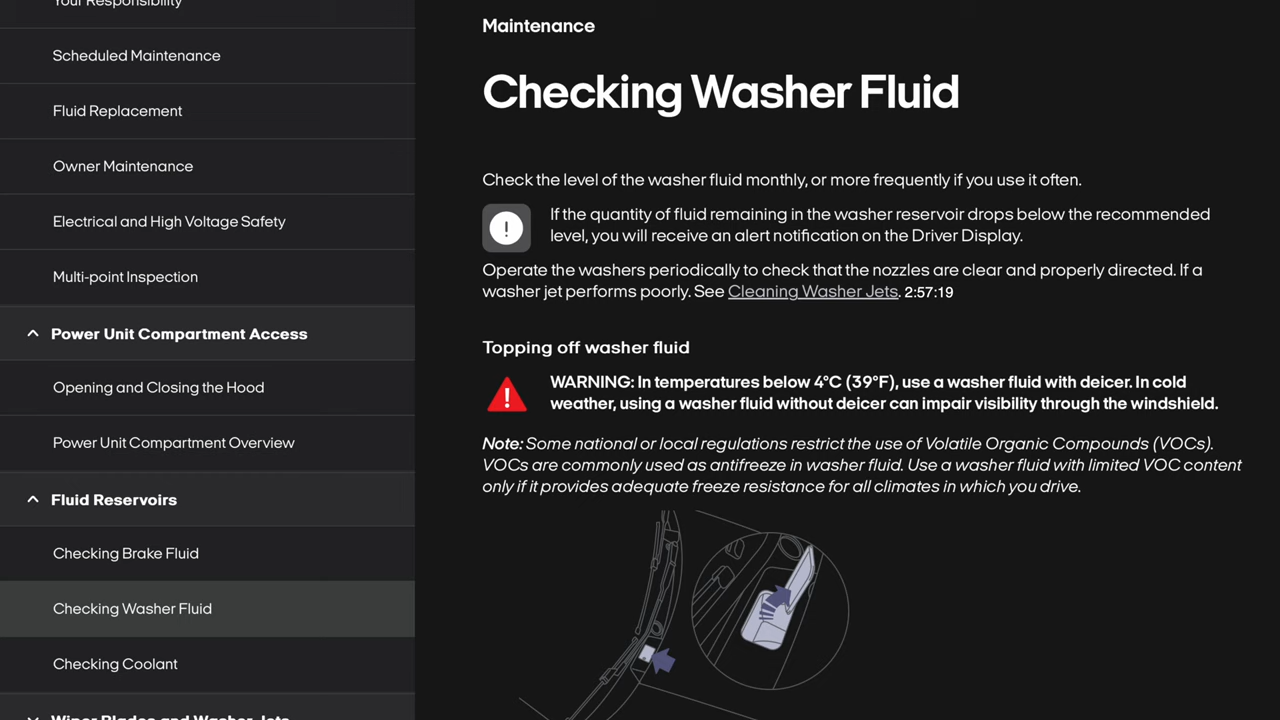 Your Responsibility
Scheduled Maintenance
Fluid Replacement
Owner Maintenance
Electrical and High Voltage Safety
Multi-point Inspection
Power Unit Compartment Access
Opening and Closing the Hood
Power Unit Compartment Overview
Fluid Reservoirs
Checking Brake Fluid
Checking Washer Fluid
Checking Coolant
Wiper Blades and Washer Jets
Maintenance
Checking Washer Fluid
Check the level of the washer fluid monthly, or more frequently if you use it often.
If the quantity of fluid remaining in the washer reservoir drops below the recommended
level, you will receive an alert notification on the Driver Display.
Operate the washers periodically to check that the nozzles are clear and properly directed. If a
washer jet performs poorly. See Cleaning Washer Jets. 2:57:19
Topping off washer fluid
WARNING: In temperatures below 4°C (39°F), use a washer fluid with deicer. In cold
weather, using a washer fluid without deicer can impair visibility through the windshield.
Note: Some national or local regulations restrict the use of Volatile Organic Compounds (VOCs).
VOCs are commonly used as antifreeze in washer fluid. Use a washer fluid with limited VOC content
only if it provides adequate freeze resistance for all climates in which you drive.